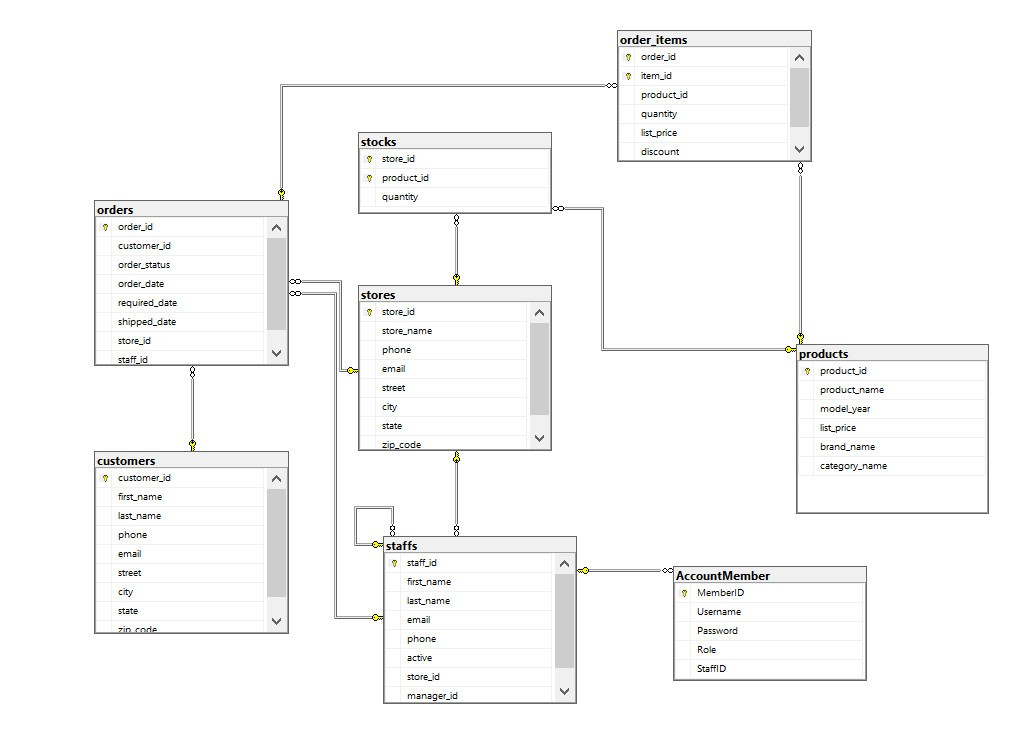 order_items
order_id
item_id
product_id
quantity
list_price
discount
stocks
store_id
product_id
quantity
orders
order_id
customer_id
order_status
order_date
required_date
shipped_date
store_id
staff_id
stores
store_id
store_name
phone
email
street
city
state
zip_code
products
product_id
product_name
model_year
list_price
brand_name
category_name
customers
customer_id
first_name
last_name
phone
email
street
city
state
zip_code
staffs
staff_id
first_name
last_name
email
phone
active
store_id
manager_id
AccountMember
MemberID
Username
Password
Role
StaffID